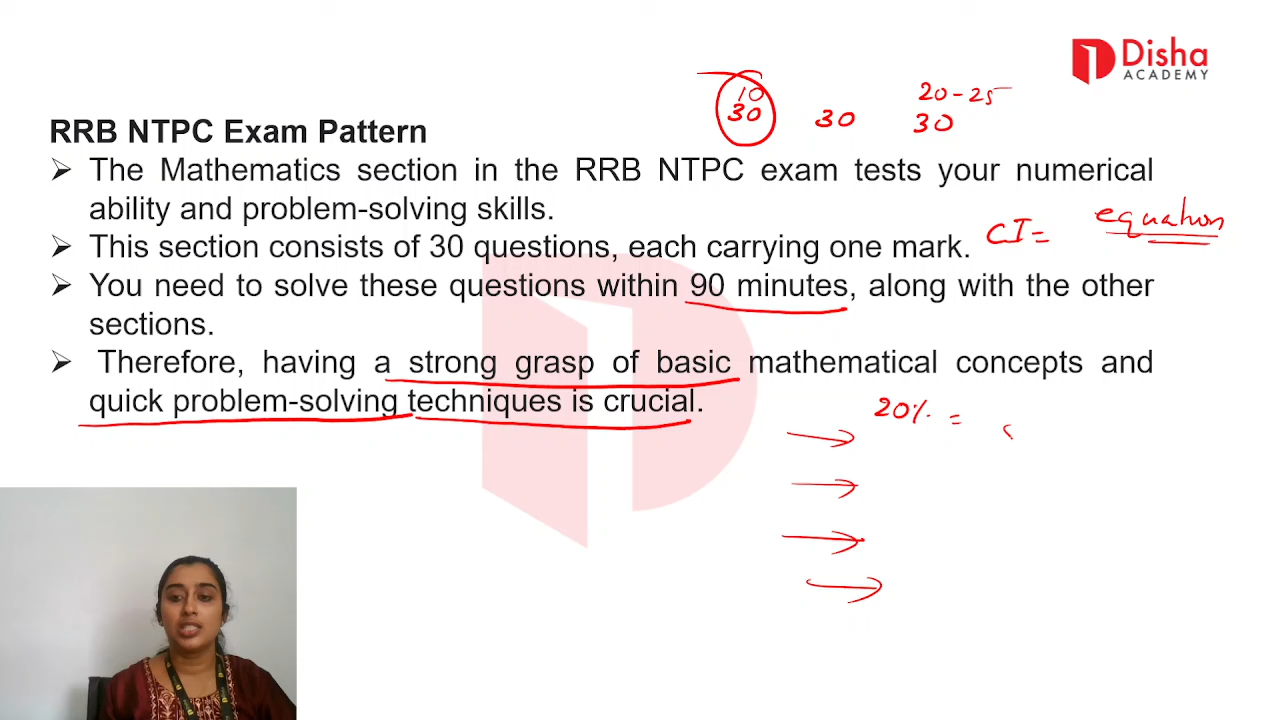 Disha
ACADEMY
10
30
30
20-25
30
RRB NTPC Exam Pattern
➢ The Mathematics section in the RRB NTPC exam tests your numerical
ability and problem-solving skills.
➢ This section consists of 30 questions, each carrying one mark.
CI= equation
➢ You need to solve these questions within 90 minutes, along with the other
sections.
➢ Therefore, having a strong grasp of basic mathematical concepts and
quick problem-solving techniques is crucial.
20% =